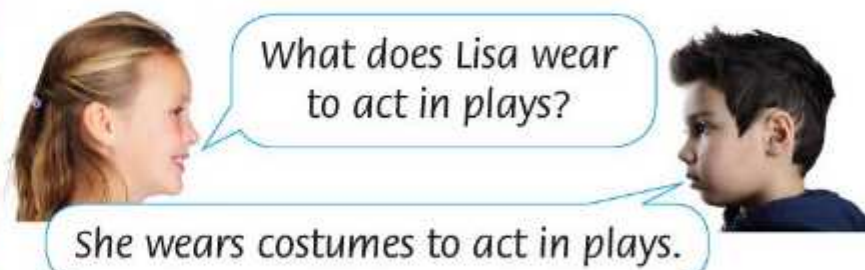 What does Lisa wear
to act in plays?
She wears costumes to act in plays.